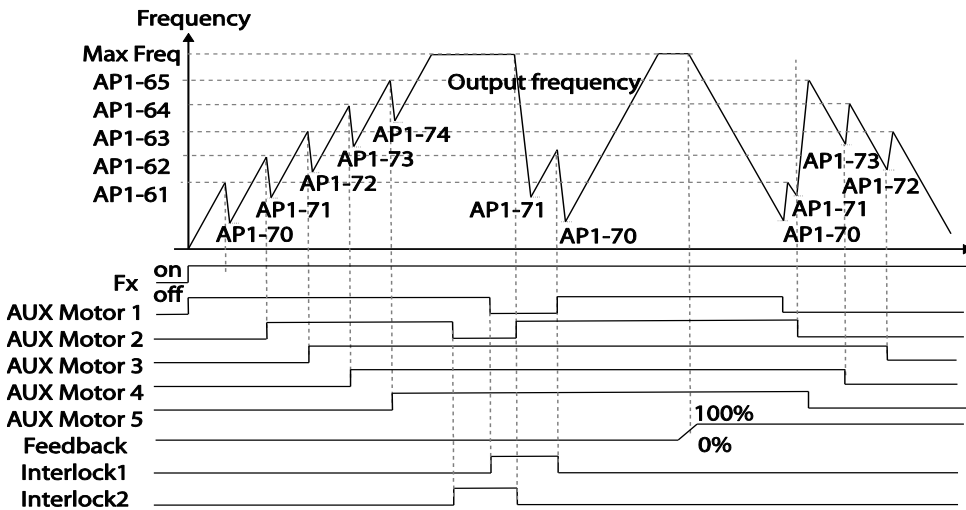 Frequency
Max Freq
AP1-65
Output frequency
AP1-64
AP1-63
AP1-62
AP1-61
AP1-74
AP1-73
AP1-72
AP1-71
AP1-70
AP1-71
AP1-70
AP1-73
AP1-72
AP1-71
AP1-70
on
Fx
off
AUX Motor 1
AUX Motor 2
AUX Motor 3
AUX Motor 4
AUX Motor 5
100%
Feedback
0%
Interlock1
Interlock2